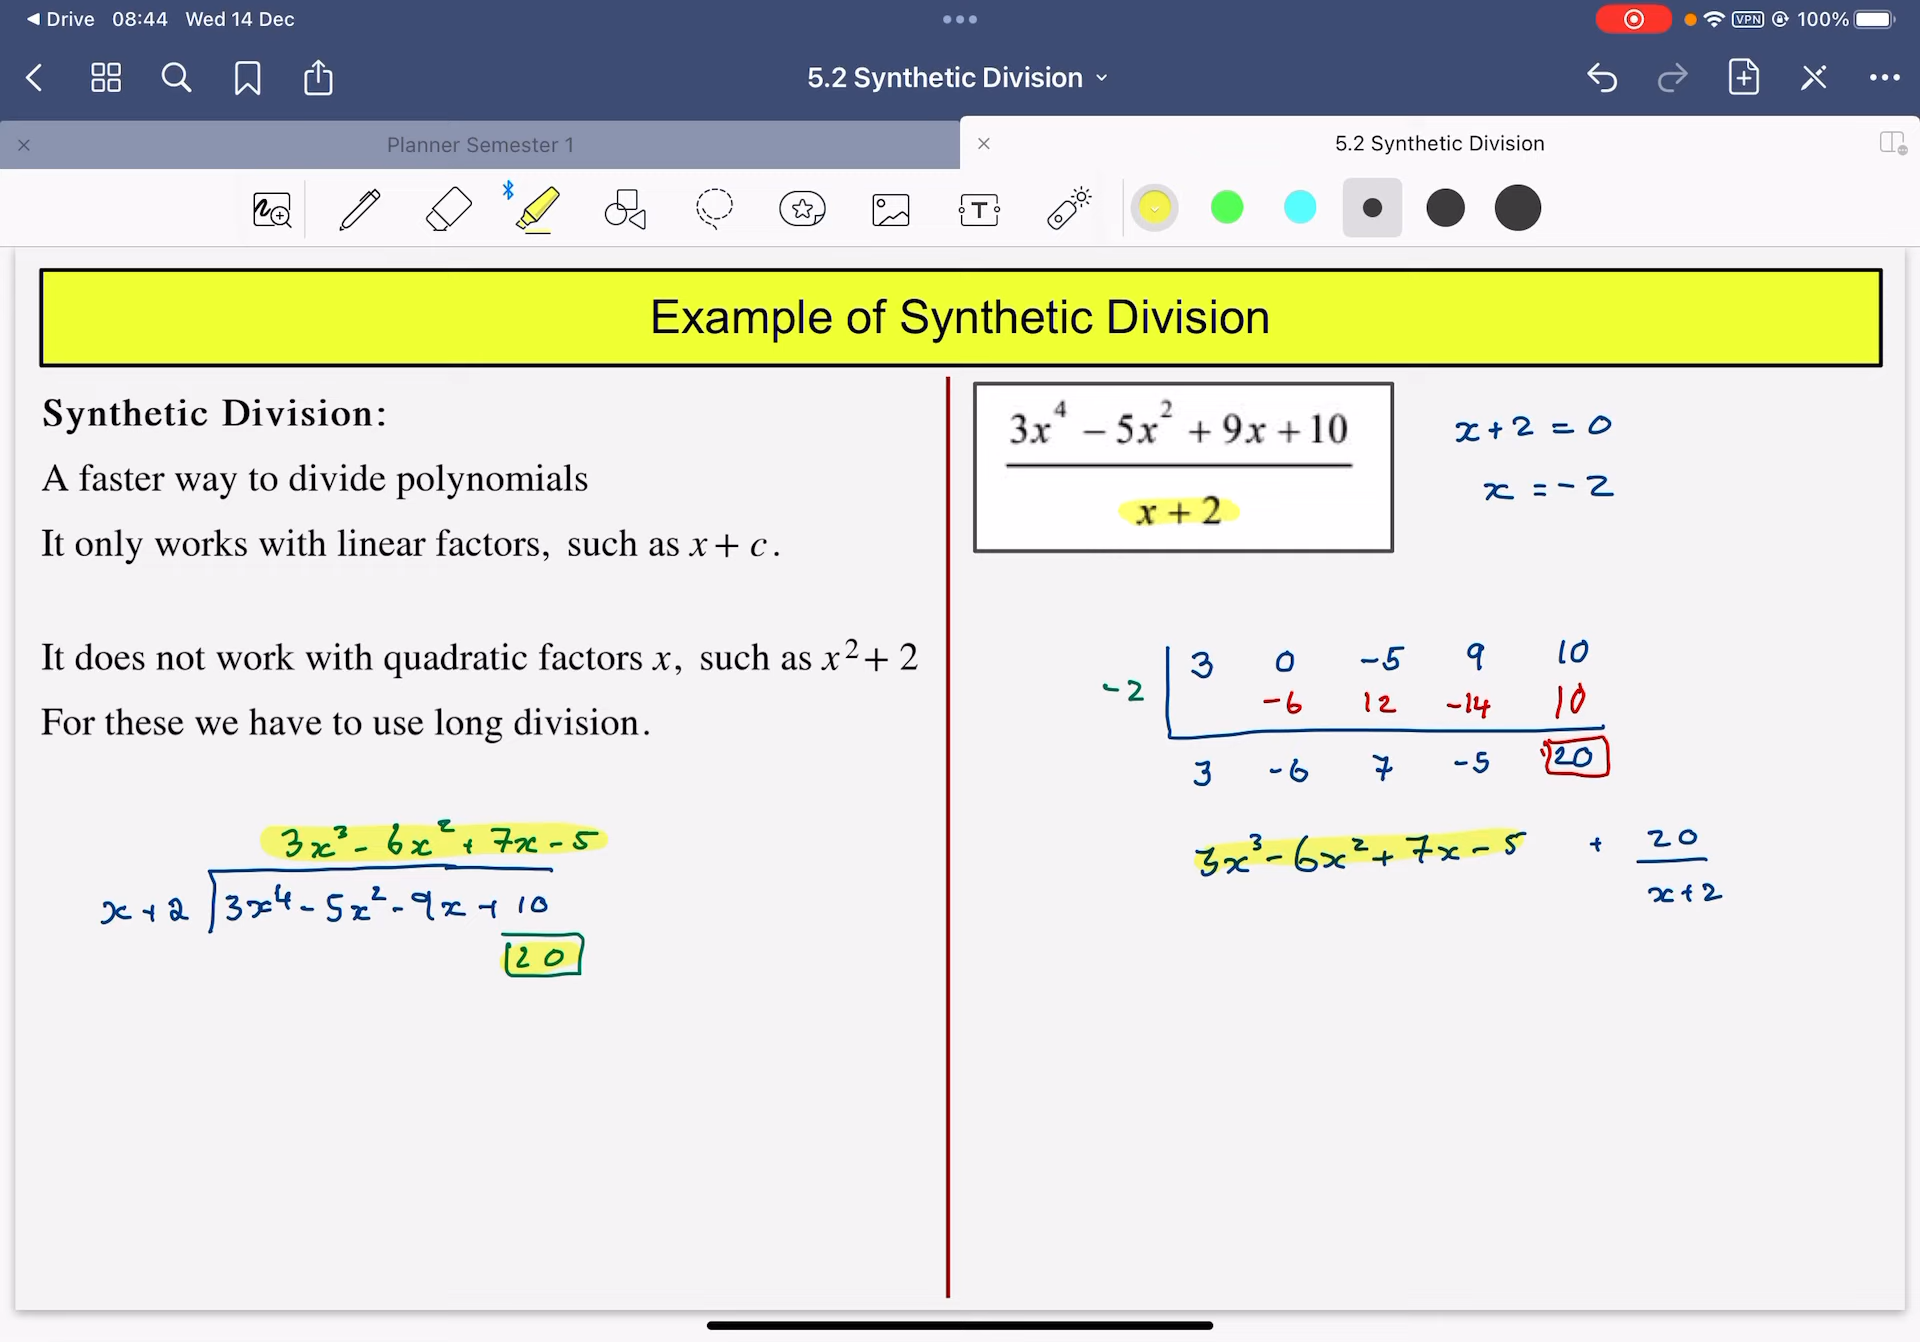 Drive 08:44 Wed 14 Dec
VPN 100%
5.2 Synthetic Division
Planner Semester 1
5.2 Synthetic Division
T
Example of Synthetic Division
Synthetic Division:
A faster way to divide polynomials
It only works with linear factors, such as x + c.
It does not work with quadratic factors x, such as x² + 2
For these we have to use long division.
3x³ - 6x² + 7x - 5
x + 2 3x⁴ - 5x² - 9x + 10
20
3x⁴ − 5x² + 9x + 10
x + 2
x + 2 = 0
x = -2
3 0 -5 9 10
-2 -6 12 -14 10
3 -6 7 -5 20
3x³ - 6x² + 7x - 5 + 20
x + 2